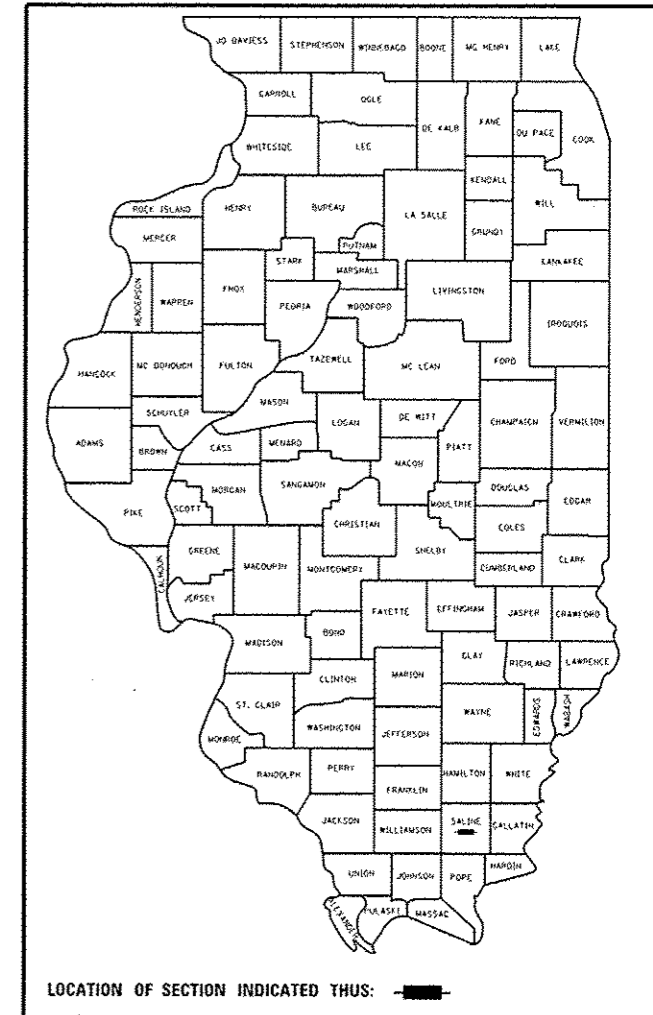 JO DAVIESS STEPHENSON WINNEBAGO BOONE MC HENRY LAKE
CARROLL OGLE DE KALB KANE DU PAGE COOK
WHITESIDE LEE KENDALL WILL
ROCK ISLAND HENRY BUREAU LA SALLE GRUNDY
MERCER PUTNAM KANKAKEE
STARK MARSHALL
HENDERSON WARREN KNOX PEORIA WOODFORD LIVINGSTON IROQUOIS
HANCOCK MC DONOUGH FULTON TAZEWELL MC LEAN FORD
SCHUYLER MASON LOGAN DE WITT CHAMPAIGN VERMILION
ADAMS BROWN CASS MENARD MACON PIATT
PIKE SCOTT MORGAN SANGAMON CHRISTIAN MOULTRIE DOUGLAS EDGAR
COLES
CALHOUN GREENE MACOUPIN MONTGOMERY SHELBY CUMBERLAND CLARK
JERSEY FAYETTE EFFINGHAM JASPER CRAWFORD
MADISON BOND CLAY RICHLAND LAWRENCE
CLINTON MARION
ST. CLAIR WASHINGTON JEFFERSON WAYNE EDWARDS WABASH
MONROE
RANDOLPH PERRY FRANKLIN HAMILTON WHITE
JACKSON WILLIAMSON SALINE GALLATIN
UNION JOHNSON POPE HARDIN
ALEXANDER PULASKI MASSAC
LOCATION OF SECTION INDICATED THUS: